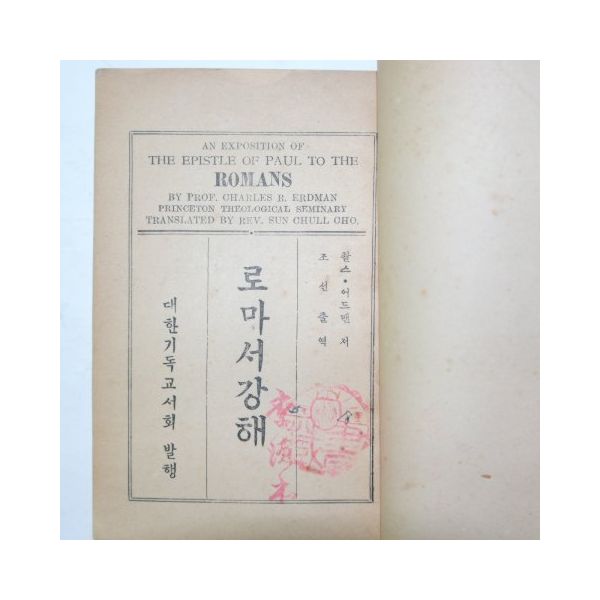 AN EXPOSITION OF
THE EPISTLE OF PAUL TO THE
ROMANS
BY PROF. CHARLES R. ERDMAN
PRINCETON THEOLOGICAL SEMINARY
TRANSLATED BY REV. SUN CHULL CHO.
촬스·어드맨 저
조선출 역
로마서강해
대한기독교서회 발행